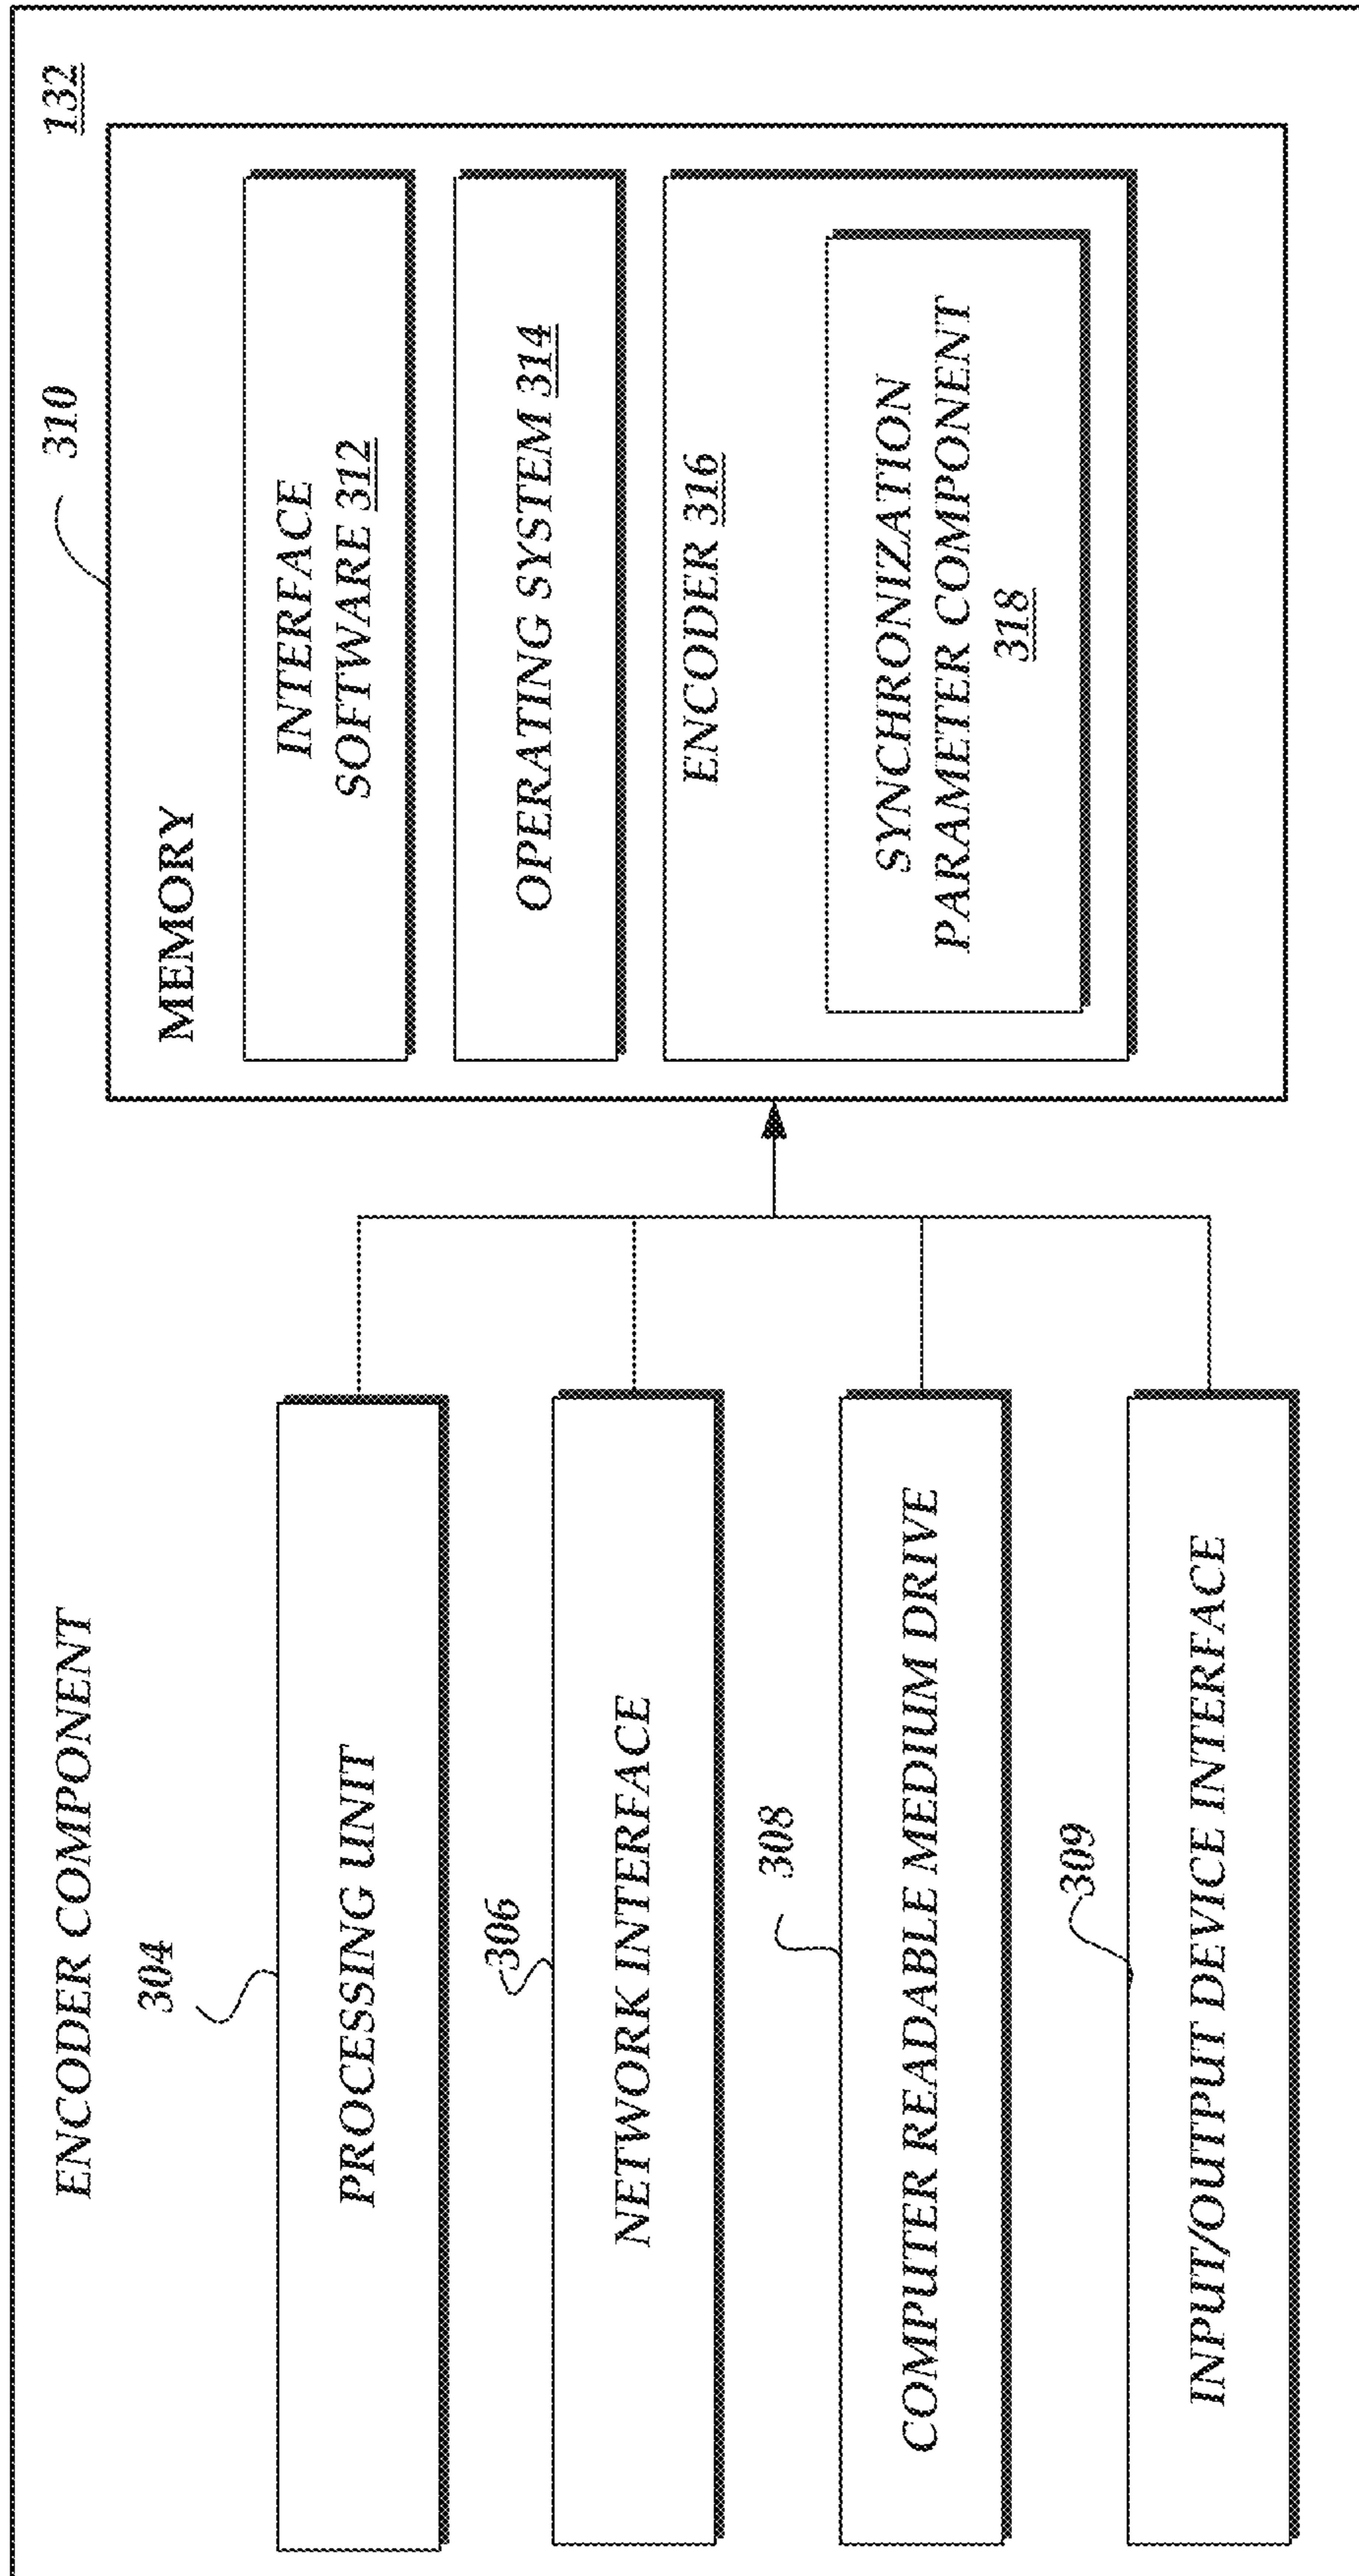 ENCODER COMPONENT
132
304
PROCESSING UNIT
306
NETWORK INTERFACE
308
COMPUTER READABLE MEDIUM DRIVE
309
INPUT/OUTPUT DEVICE INTERFACE
310
MEMORY
INTERFACE
SOFTWARE 312
OPERATING SYSTEM 314
ENCODER 316
SYNCHRONIZATION
PARAMETER COMPONENT
318